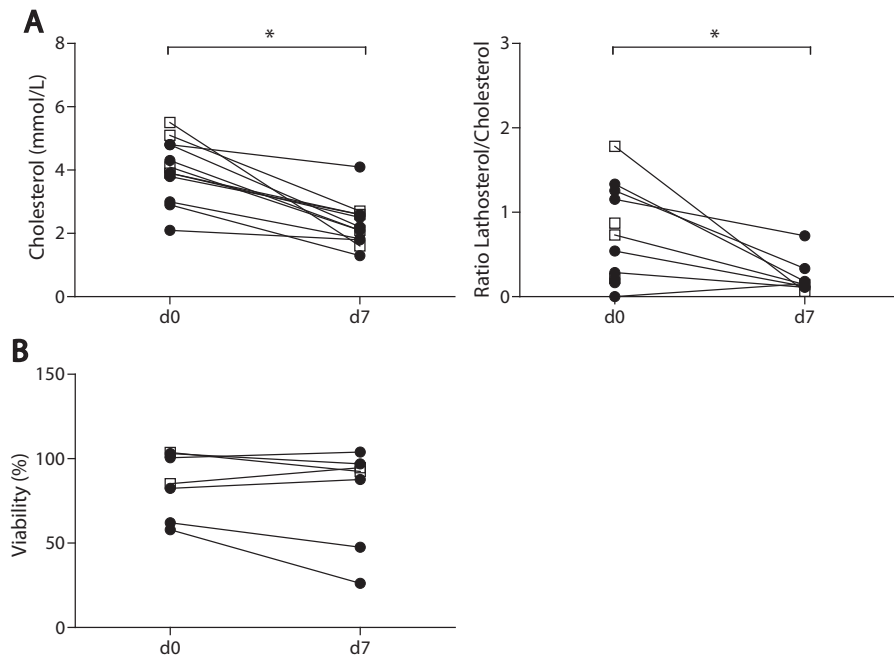 A
8
6
4
2
0
Cholesterol (mmol/L)
*
d0
d7
3
2
1
0
Ratio Lathosterol/Cholesterol
*
d0
d7
B
150
100
50
0
Viability (%)
d0
d7